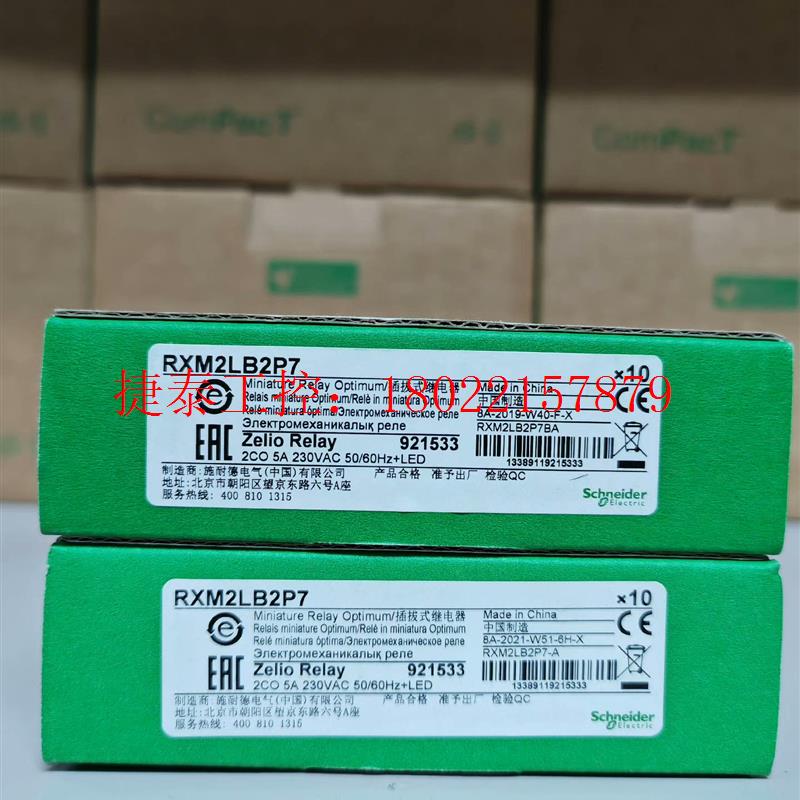 ComPacT
ComPacT
RXM2LB2P7
×10
Miniature Relay Optimum/插拔式继电器
Relais miniature Optimum/Relé in miniatura Optimum
Relé miniatura óptimo/Электромеханическое реле
Электромеханикалық реле
Made in China
中国制造
8A-2019-W40-F-X
RXM2LB2P7BA
CE
EAC
Zelio Relay 921533
2CO 5A 230VAC 50/60Hz+LED
13389119215333
制造商: 施耐德电气(中国)有限公司 产品合格 准予出厂 检验QC
地址: 北京市朝阳区望京东路六号A座
服务热线: 400 810 1315
Schneider
Electric
捷泰工控: 18022157879
RXM2LB2P7
×10
Miniature Relay Optimum/插拔式继电器
Relais miniature Optimum/Relé in miniatura Optimum
Relé miniatura óptima/Электромеханическое реле
Электромеханикалық реле
Made in China
中国制造
8A-2021-W51-6H-X
RXM2LB2P7-A
CE
EAC
Zelio Relay 921533
2CO 5A 230VAC 50/60Hz+LED
13389119215333
制造商: 施耐德电气(中国)有限公司 产品合格 准予出厂 检验QC
地址: 北京市朝阳区望京东路六号A座
服务热线: 400 810 1315
Schneider
Electric